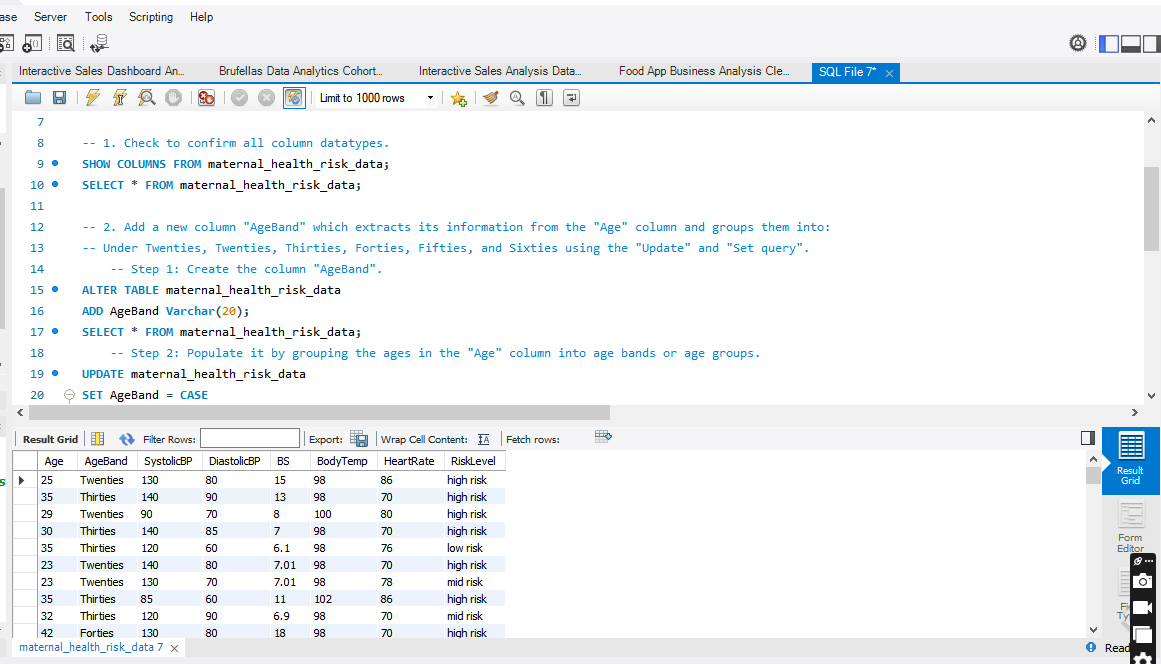 ase Server Tools Scripting Help
Interactive Sales Dashboard An... Brufellas Data Analytics Cohort... Interactive Sales Analysis Data... Food App Business Analysis Cle... SQL File 7*
Limit to 1000 rows
7
8 -- 1. Check to confirm all column datatypes.
9 SHOW COLUMNS FROM maternal_health_risk_data;
10 SELECT * FROM maternal_health_risk_data;
11
12 -- 2. Add a new column "AgeBand" which extracts its information from the "Age" column and groups them into:
13 -- Under Twenties, Twenties, Thirties, Forties, Fifties, and Sixties using the "Update" and "Set query".
14 -- Step 1: Create the column "AgeBand".
15 ALTER TABLE maternal_health_risk_data
16 ADD AgeBand Varchar(20);
17 SELECT * FROM maternal_health_risk_data;
18 -- Step 2: Populate it by grouping the ages in the "Age" column into age bands or age groups.
19 UPDATE maternal_health_risk_data
20 SET AgeBand = CASE
Result Grid Filter Rows: Export: Wrap Cell Content: Fetch rows:
Age AgeBand SystolicBP DiastolicBP BS BodyTemp HeartRate RiskLevel
25 Twenties 130 80 15 98 86 high risk
35 Thirties 140 90 13 98 70 high risk
29 Twenties 90 70 8 100 80 high risk
30 Thirties 140 85 7 98 70 high risk
35 Thirties 120 60 6.1 98 76 low risk
23 Twenties 140 80 7.01 98 70 high risk
23 Twenties 130 70 7.01 98 78 mid risk
35 Thirties 85 60 11 102 86 high risk
32 Thirties 120 90 6.9 98 70 mid risk
42 Forties 130 80 18 98 70 high risk
Result
Grid
Form
Editor
maternal_health_risk_data 7
Read